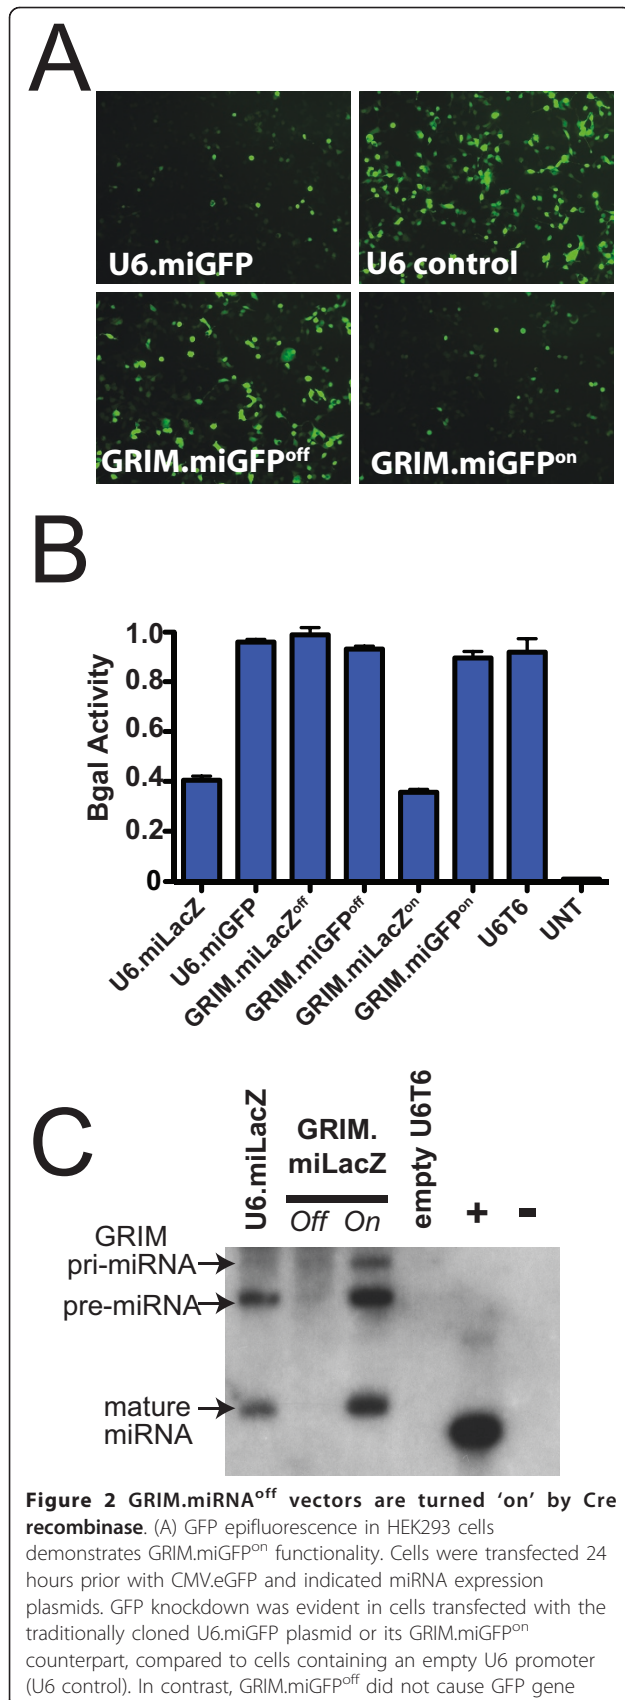 A
U6.miGFP
U6 control
GRIM.miGFPoff
GRIM.miGFPon
B
Bgal Activity
1.0
0.8
0.6
0.4
0.2
0
U6.miLacZ
U6.miGFP
GRIM.miLacZoff
GRIM.miGFPoff
GRIM.miLacZon
GRIM.miGFPon
U6T6
UNT
C
U6.miLacZ
GRIM.
miLacZ
Off On
empty U6T6
+
-
GRIM
pri-miRNA
pre-miRNA
mature
miRNA
Figure 2 GRIM.miRNAoff vectors are turned 'on' by Cre
recombinase. (A) GFP epifluorescence in HEK293 cells
demonstrates GRIM.miGFPon functionality. Cells were transfected 24
hours prior with CMV.eGFP and indicated miRNA expression
plasmids. GFP knockdown was evident in cells transfected with the
traditionally cloned U6.miGFP plasmid or its GRIM.miGFPon
counterpart, compared to cells containing an empty U6 promoter
(U6 control). In contrast, GRIM.miGFPoff did not cause GFP gene